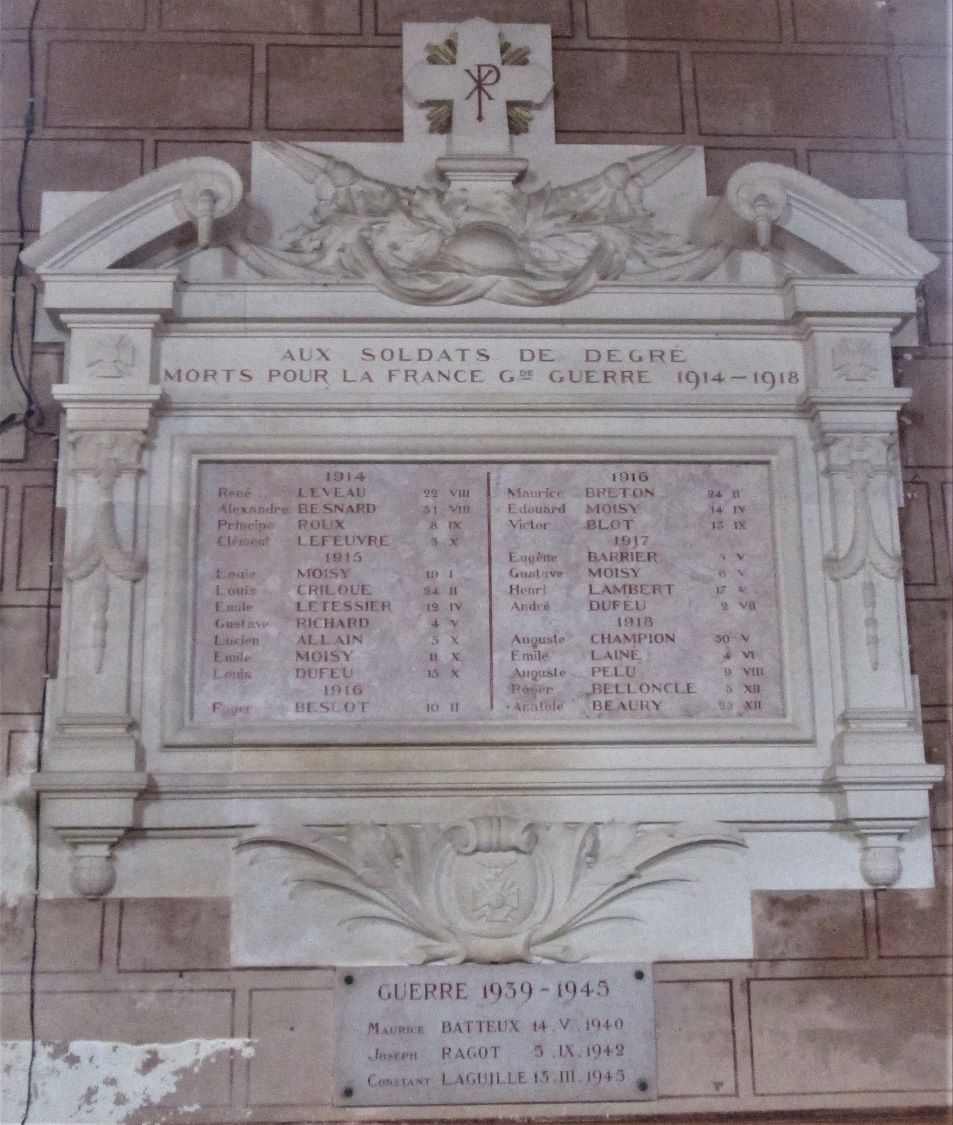 AUX SOLDATS DE DEGRE
MORTS POUR LA FRANCE GDE GUERRE 1914-1918
1914
René LEVEAU 22 VIII
Alexandre BESNARD 31 VIII
Principe ROUX 8 IX
Clément LEFEUVRE 3 X
1915
Louis MOISY 19 I
Louis CRILOUE 24 II
Emile LETESSIER 12 IV
Gustave RICHARD 4 V
Lucien ALLAIN 5 X
Emile MOISY 11 X
Louis DUFEU 15 X
1916
Roger BESLOT 10 II
Maurice BRETON 24 II
Edouard MOISY 14 IV
Victor BLOT 13 IX
1917
Eugène BARRIER 5 V
Gustave MOISY 6 V
Henri LAMBERT 17 V
André DUFEU 2 VII
1918
Auguste CHAMPION 30 V
Emile LAINE 4 VI
Auguste PELU 9 VIII
Roger BELLONCLE 5 XII
Anatole BEAURY 25 XII
GUERRE 1939-1945
MAURICE BATTEUX 14.V.1940
JOSEPH RAGOT 5.IX.1942
CONSTANT LAGUILLE 13.III.1945